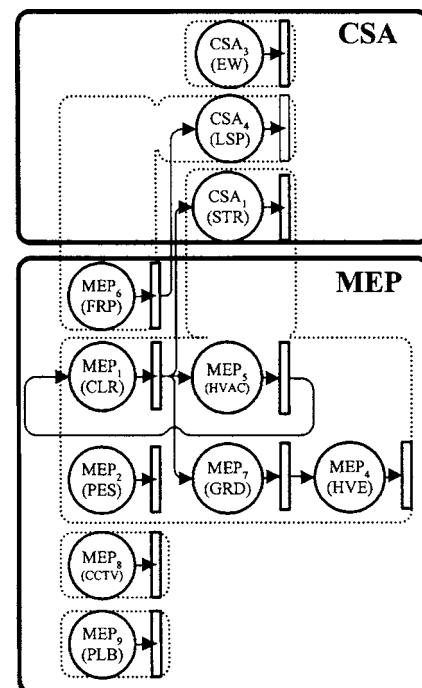 CSA
CSA3
(EW)
CSA4
(LSP)
CSA1
(STR)
MEP
MEP6
(FRP)
MEP1
(CLR)
MEP5
(HVAC)
MEP2
(PES)
MEP7
(GRD)
MEP4
(HVE)
MEP8
(CCTV)
MEP9
(PLB)